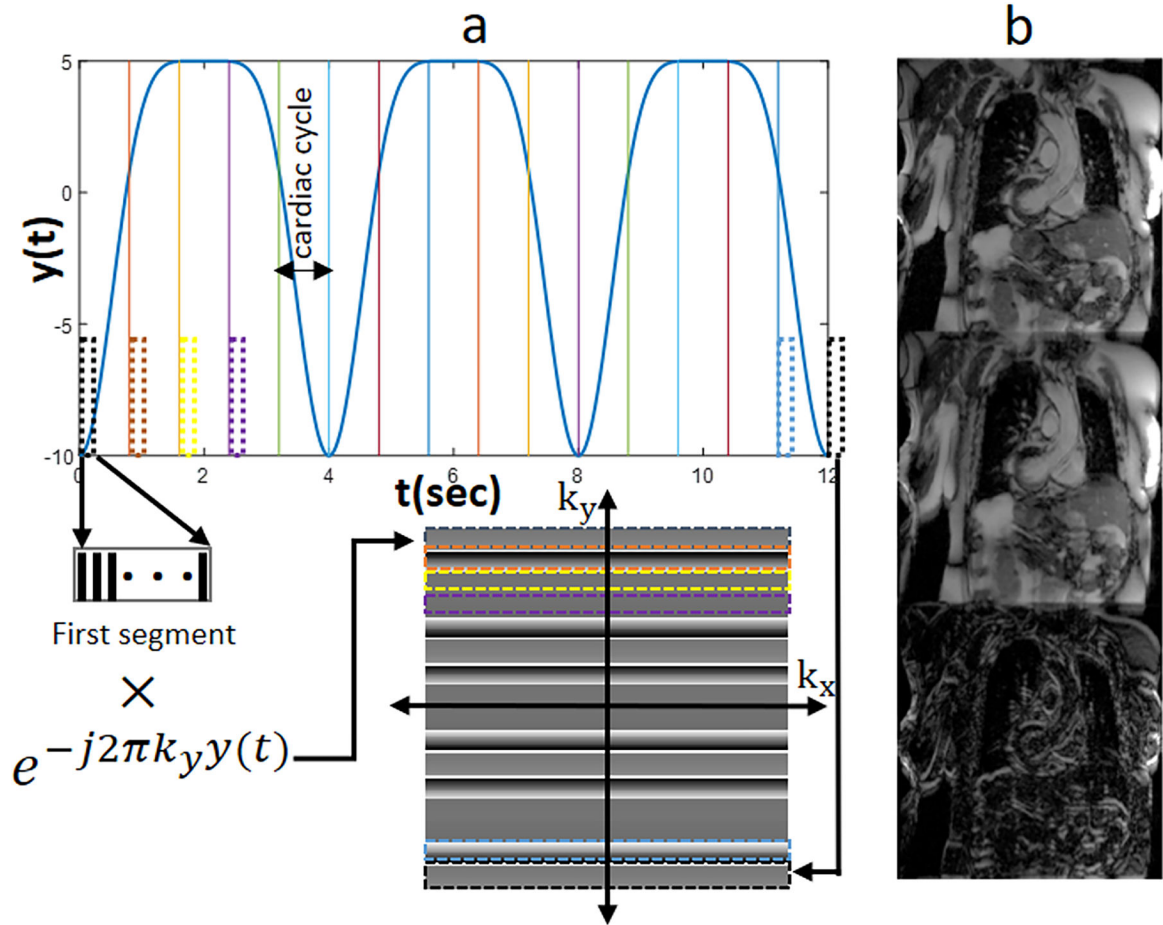 a
b
5
0
-5
-10
y(t)
cardiac cycle
0
2
4
6
8
10
12
t(sec)
k_y
k_x
First segment
×
e^{-j2πk_y y(t)}